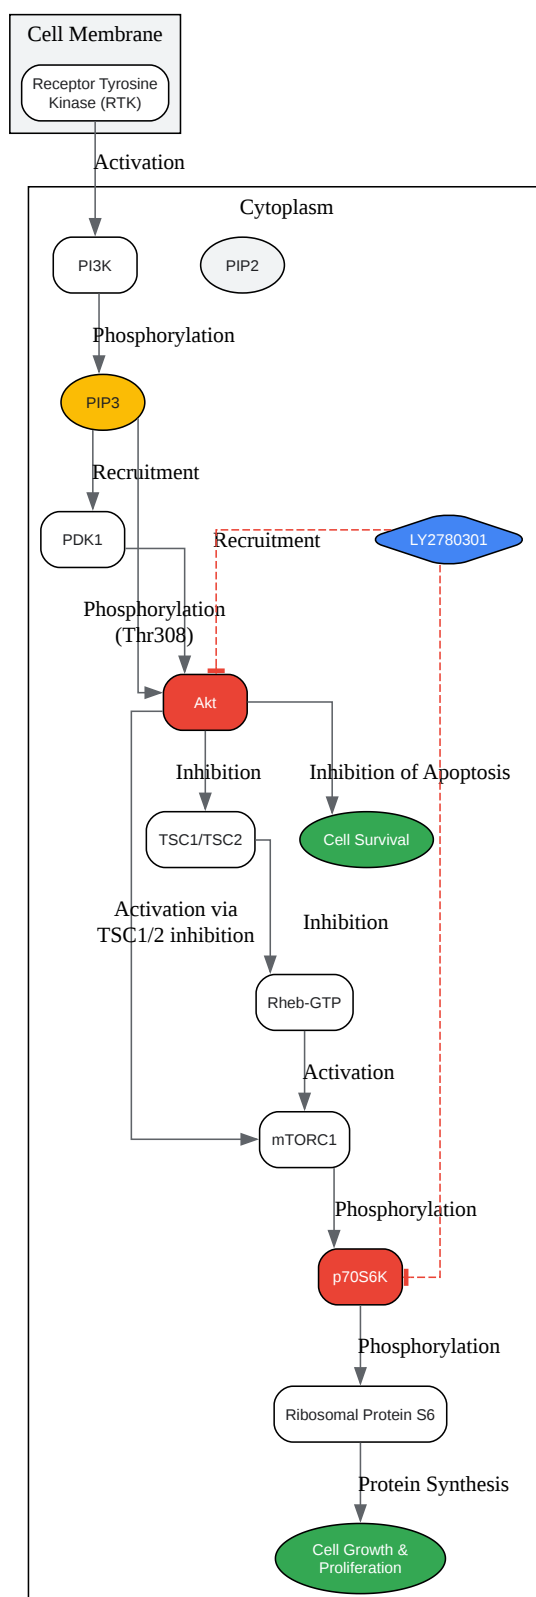 Cell Membrane
Receptor Tyrosine
Kinase (RTK)
Activation
Cytoplasm
PI3K
PIP2
Phosphorylation
PIP3
Recruitment
PDK1
Recruitment
LY2780301
Phosphorylation
(Thr308)
Akt
Inhibition
Inhibition of Apoptosis
TSC1/TSC2
Cell Survival
Activation via
TSC1/2 inhibition
Inhibition
Rheb-GTP
Activation
mTORC1
Phosphorylation
p70S6K
Phosphorylation
Ribosomal Protein S6
Protein Synthesis
Cell Growth &
Proliferation